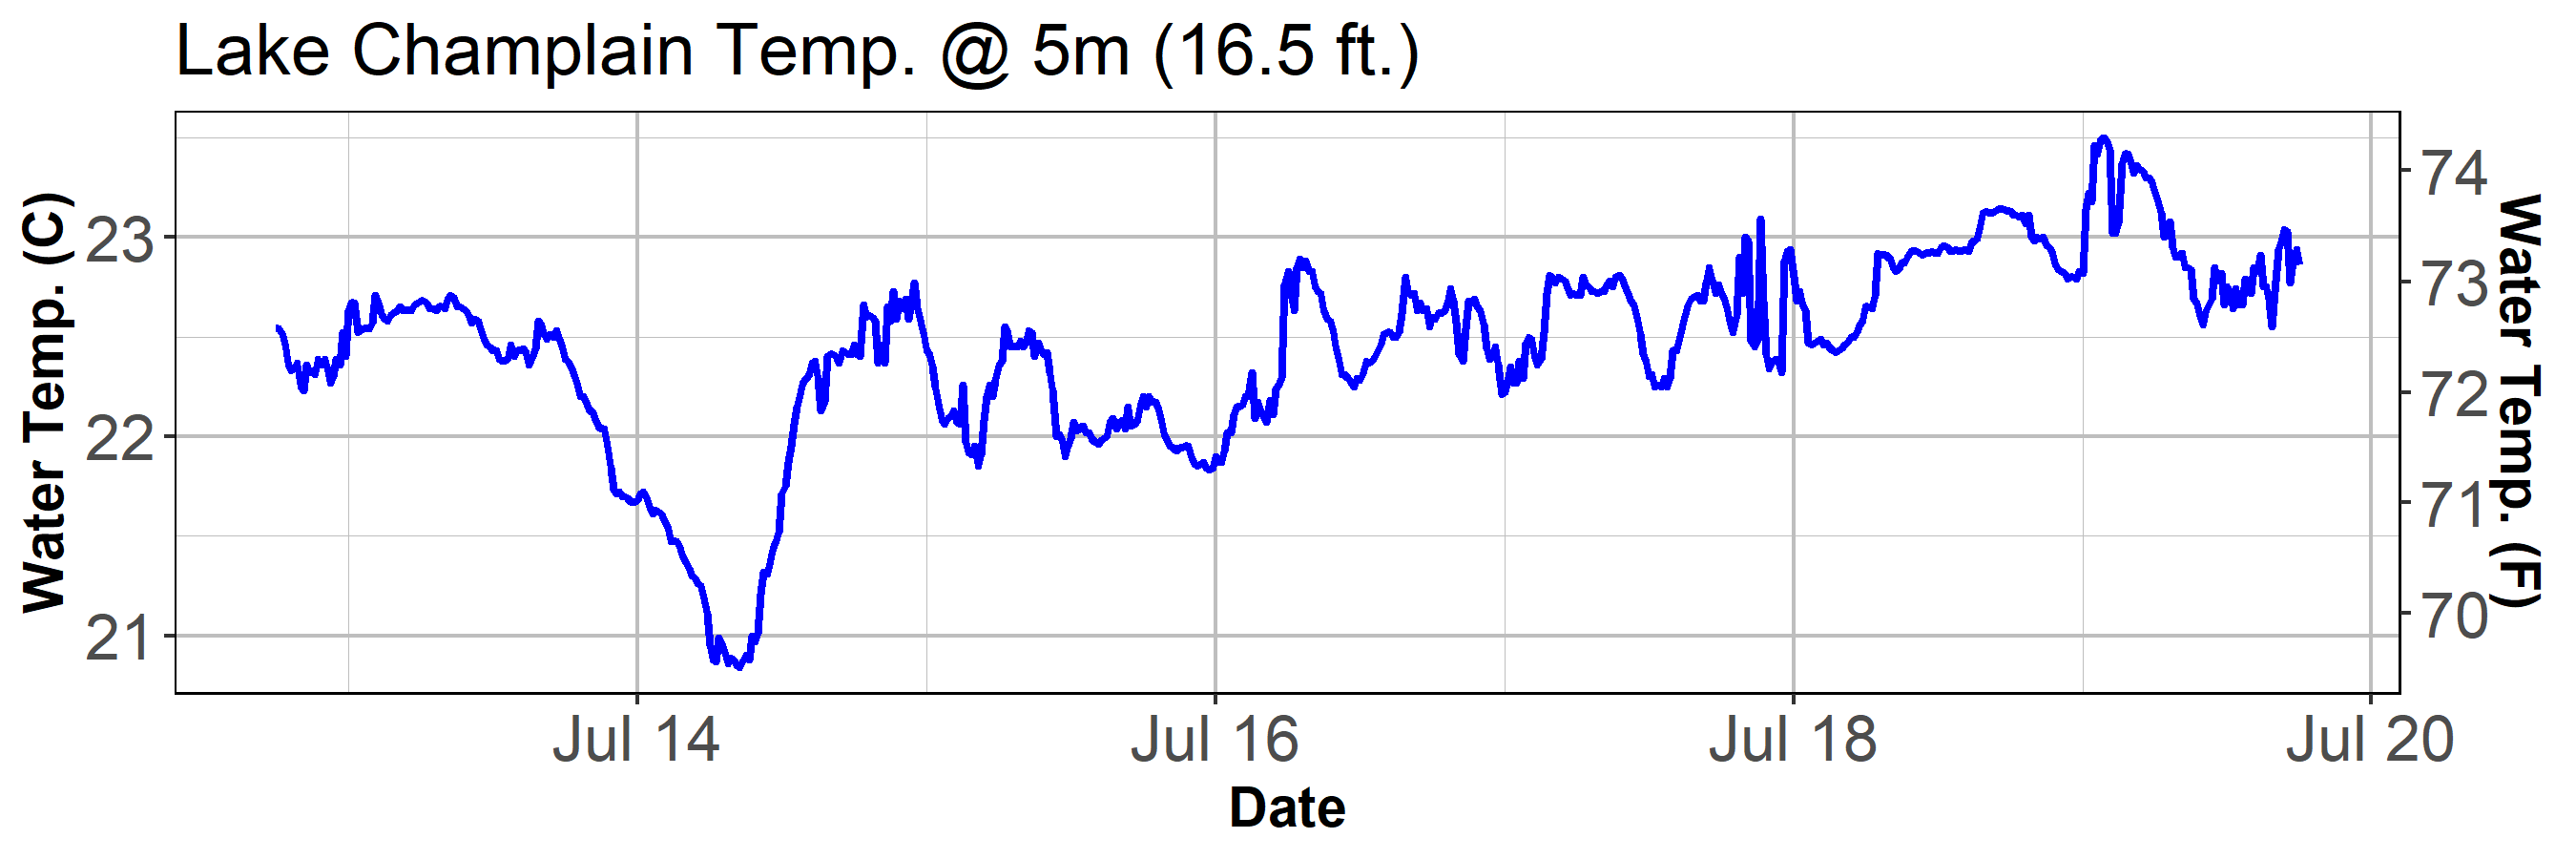 Lake Champlain Temp. @ 5m (16.5 ft.)
Water Temp. (C)
23
22
21
74
73
72
71
70
Water Temp. (F)
Jul 14
Jul 16
Jul 18
Jul 20
Date